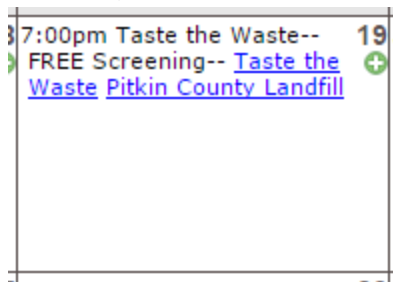 7:00pm Taste the Waste-- 19
FREE Screening-- Taste the
Waste Pitkin County Landfill